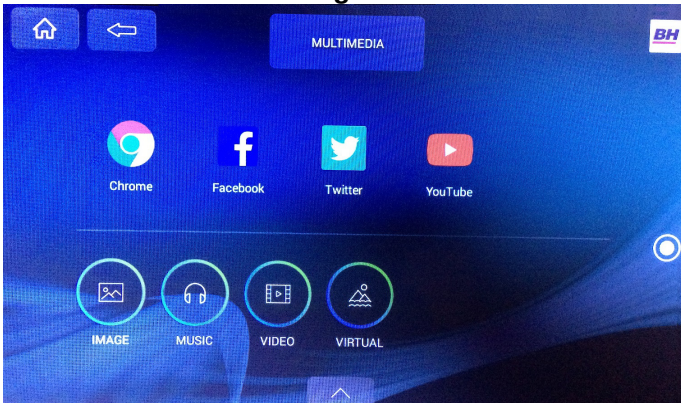 MULTIMEDIA
BH
Chrome
Facebook
Twitter
YouTube
IMAGE
MUSIC
VIDEO
VIRTUAL